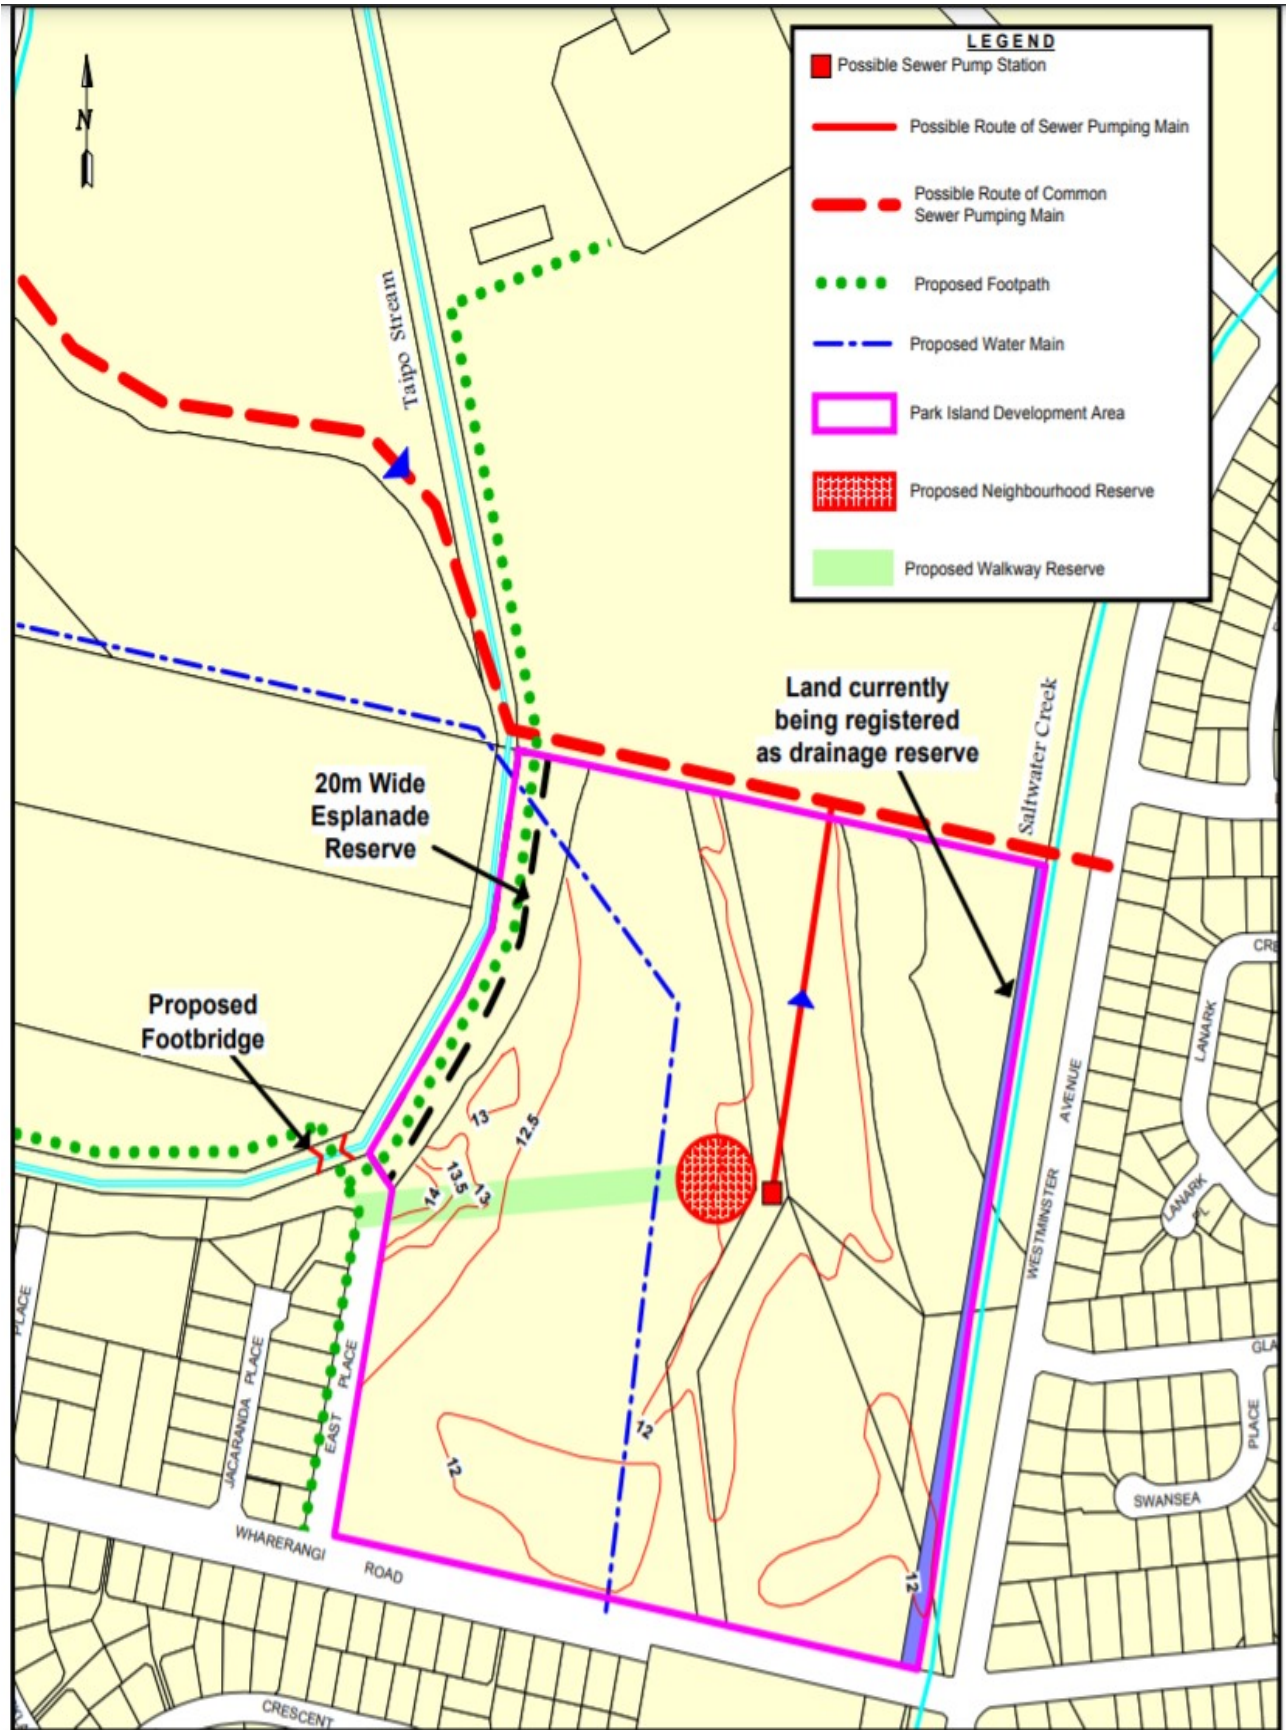 LEGEND
Possible Sewer Pump Station
Possible Route of Sewer Pumping Main
Possible Route of Common
Sewer Pumping Main
Proposed Footpath
Proposed Water Main
Park Island Development Area
Proposed Neighbourhood Reserve
Proposed Walkway Reserve
N
Taipo Stream
Land currently
being registered
as drainage reserve
Saltwater Creek
20m Wide
Esplanade
Reserve
Proposed
Footbridge
LANARK
AVENUE
WESTMINSTER
LANARK
PL
13
12.5
13.5
13
14
PLACE
JACARANDA PLACE
EAST PLACE
12
12
12
GLA
PLACE
SWANSEA
WHARERANGI
ROAD
CRESCENT